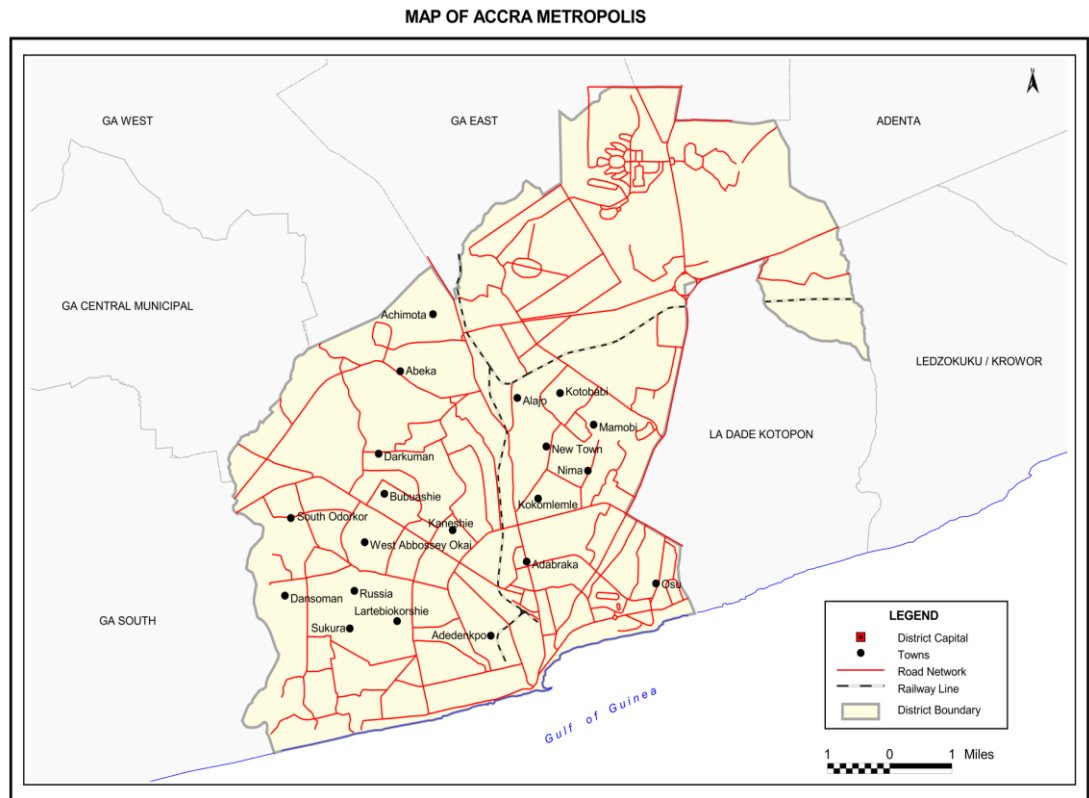 MAP OF ACCRA METROPOLIS
N
GA WEST
GA EAST
ADENTA
GA CENTRAL MUNICIPAL
Achimota
LEDZOKUKU / KROWOR
Abeka
Kotobabi
Alajo
Mamobi
LA DADE KOTOPON
New Town
Darkuman
Nima
Bubuashie
Kokomlemle
South Odorkor
Kaneshie
West Abbossey Okai
Adabraka
Osu
Russia
Dansoman
Lartebiokorshie
GA SOUTH
Sukura
Adedenkpo
Gulf of Guinea
LEGEND
District Capital
Towns
Road Network
Railway Line
District Boundary
1 0 1 Miles